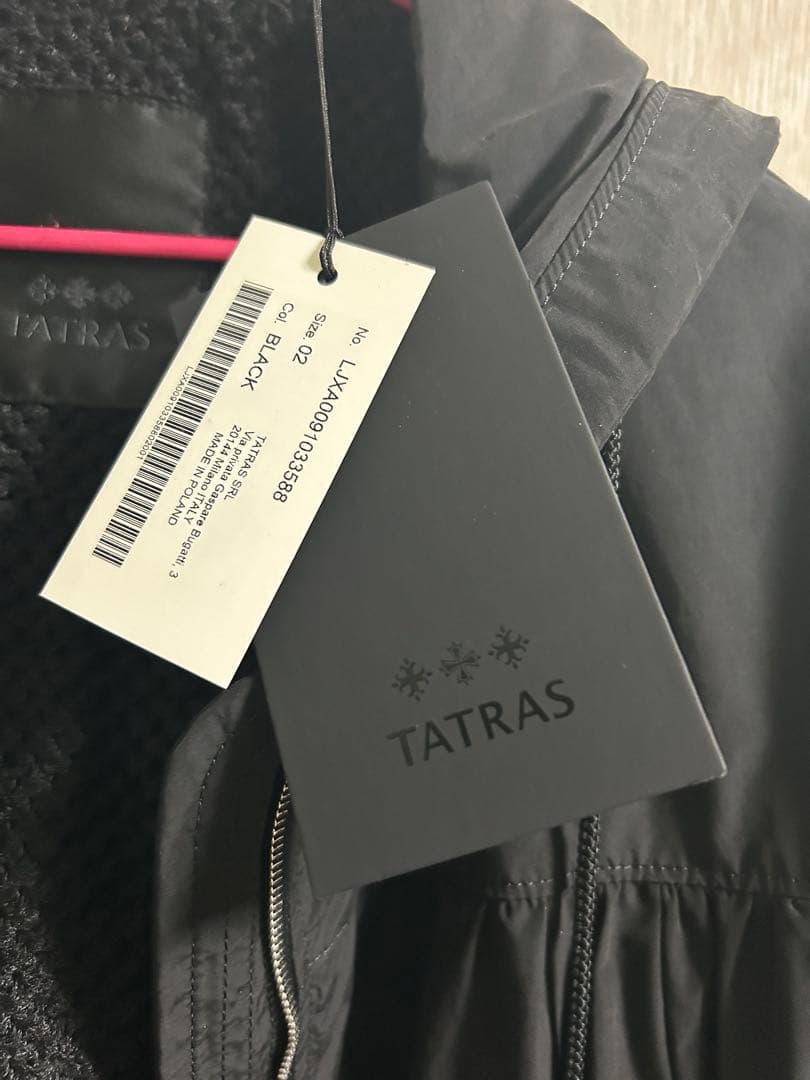 TATRAS
No. LJXA0091033588
Size. 02
Col. BLACK
LJXA009103358802001
TATRAS SRL
Via privata Gaspare Bugatti, 3
20144 Milano ITALY
MADE IN POLAND
TATRAS